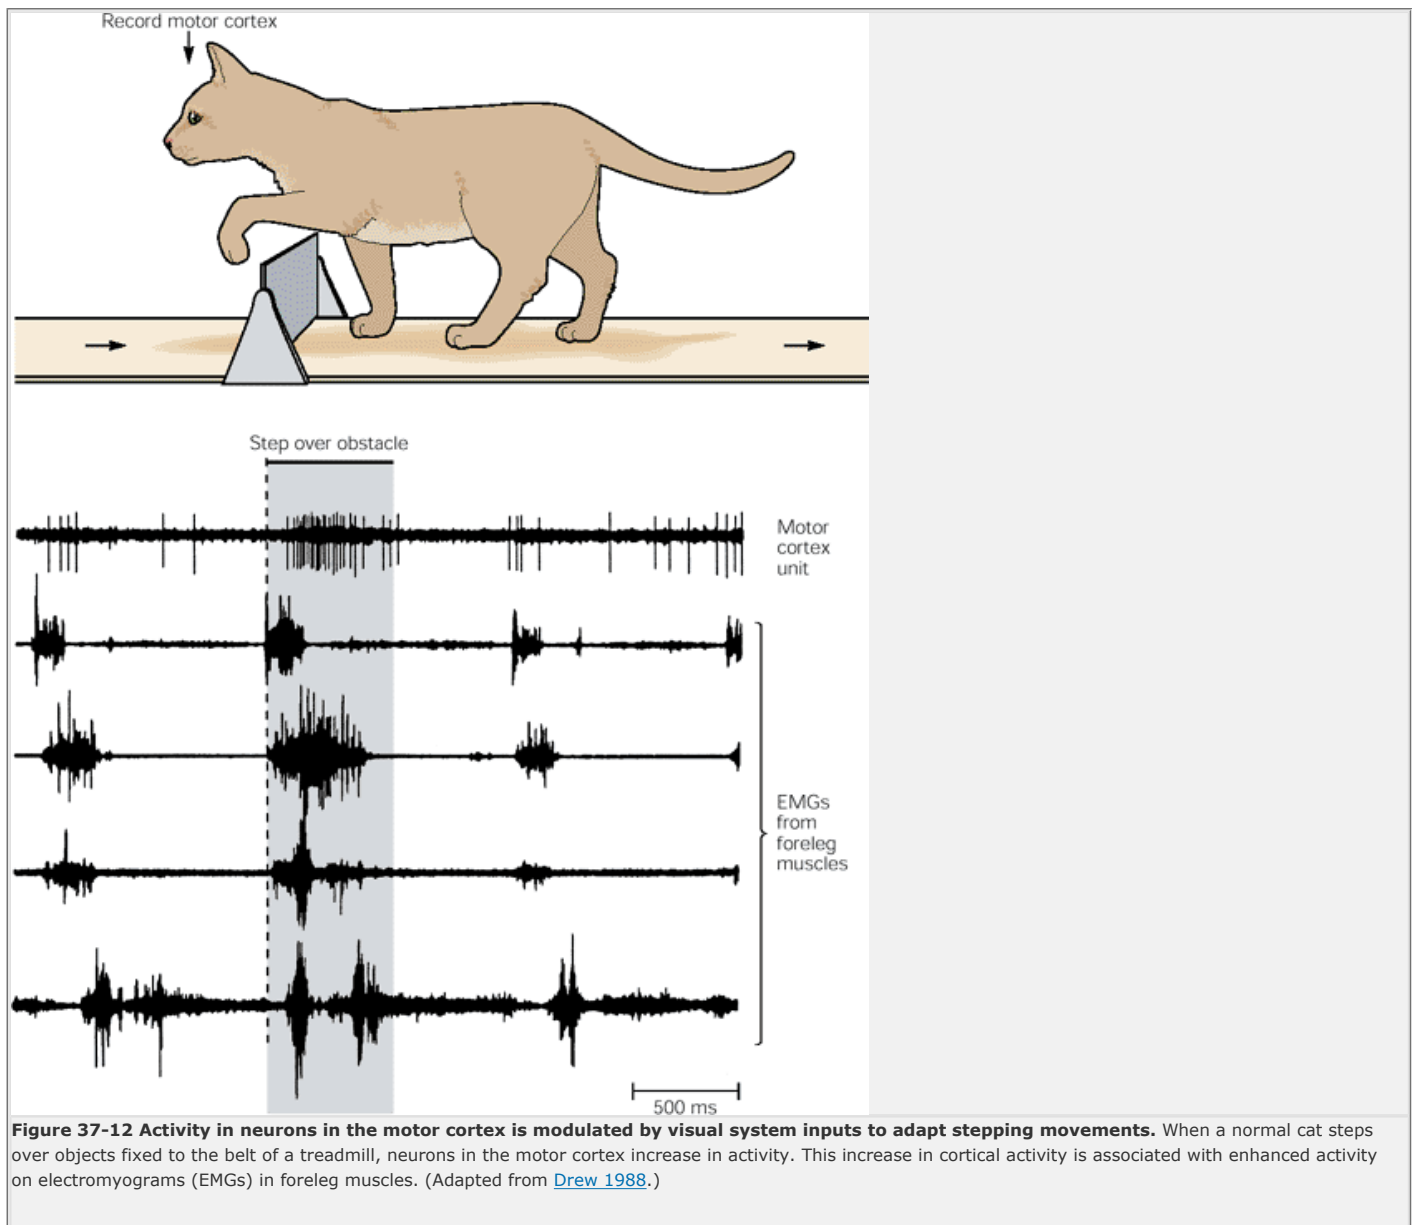 Record motor cortex
Step over obstacle
Motor
cortex
unit
EMGs
from
foreleg
muscles
500 ms
Figure 37-12 Activity in neurons in the motor cortex is modulated by visual system inputs to adapt stepping movements. When a normal cat steps
over objects fixed to the belt of a treadmill, neurons in the motor cortex increase in activity. This increase in cortical activity is associated with enhanced activity
on electromyograms (EMGs) in foreleg muscles. (Adapted from Drew 1988.)